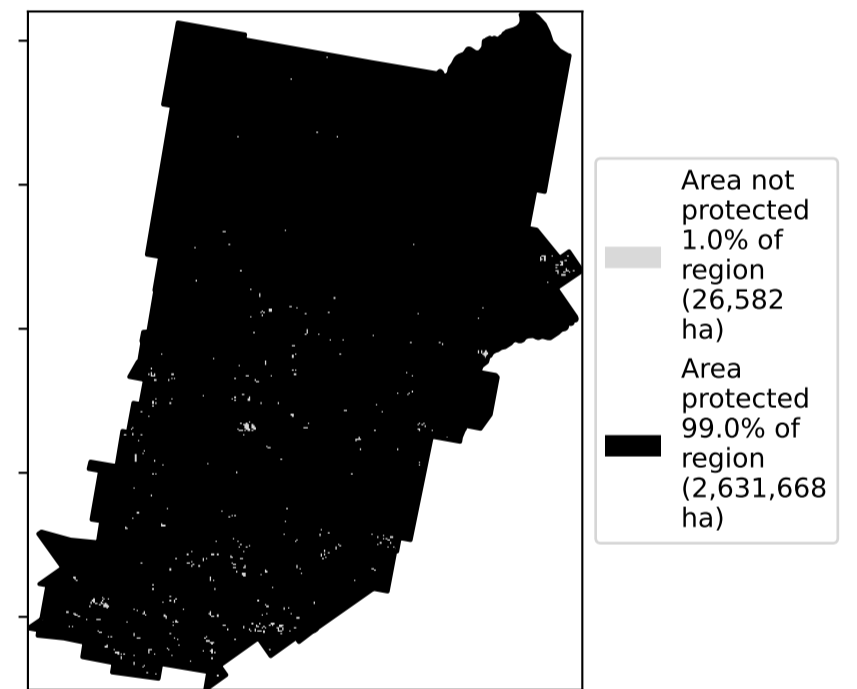 Area not
protected
1.0% of
region
(26,582
ha)
Area
protected
99.0% of
region
(2,631,668
ha)